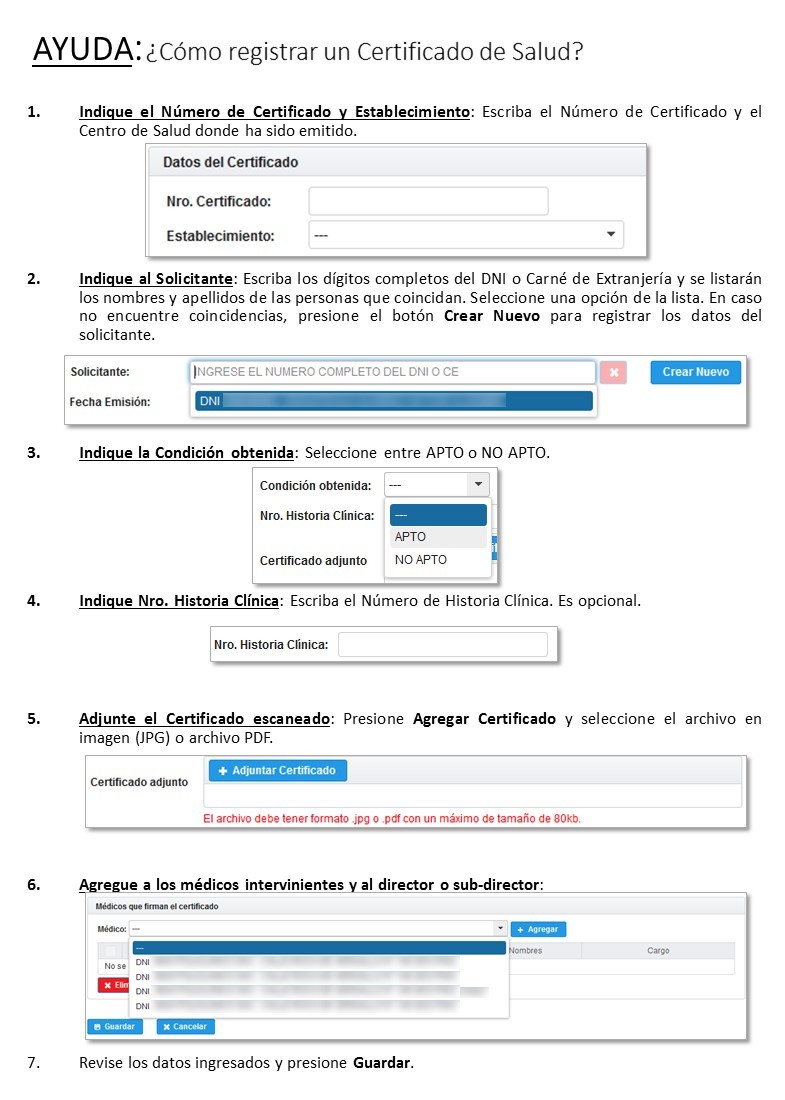 AYUDA: ¿Cómo registrar un Certificado de Salud?
1. Indique el Número de Certificado y Establecimiento: Escriba el Número de Certificado y el
Centro de Salud donde ha sido emitido.
Datos del Certificado
Nro. Certificado:
Establecimiento: ---
2. Indique al Solicitante: Escriba los dígitos completos del DNI o Carné de Extranjería y se listarán
los nombres y apellidos de las personas que coincidan. Seleccione una opción de la lista. En caso
no encuentre coincidencias, presione el botón Crear Nuevo para registrar los datos del
solicitante.
Solicitante: INGRESE EL NUMERO COMPLETO DEL DNI O CE Crear Nuevo
Fecha Emisión: DNI
3. Indique la Condición obtenida: Seleccione entre APTO o NO APTO.
Condición obtenida: ---
Nro. Historia Clínica: ---
APTO
Certificado adjunto NO APTO
4. Indique Nro. Historia Clínica: Escriba el Número de Historia Clínica. Es opcional.
Nro. Historia Clínica:
5. Adjunte el Certificado escaneado: Presione Agregar Certificado y seleccione el archivo en
imagen (JPG) o archivo PDF.
+ Adjuntar Certificado
Certificado adjunto
El archivo debe tener formato .jpg o .pdf con un máximo de tamaño de 80kb.
6. Agregue a los médicos intervinientes y al director o sub-director:
Médicos que firman el certificado
Médico: --- + Agregar
--- Nombres Cargo
No se DNI
DNI
Elim DNI
DNI
Guardar Cancelar
7. Revise los datos ingresados y presione Guardar.